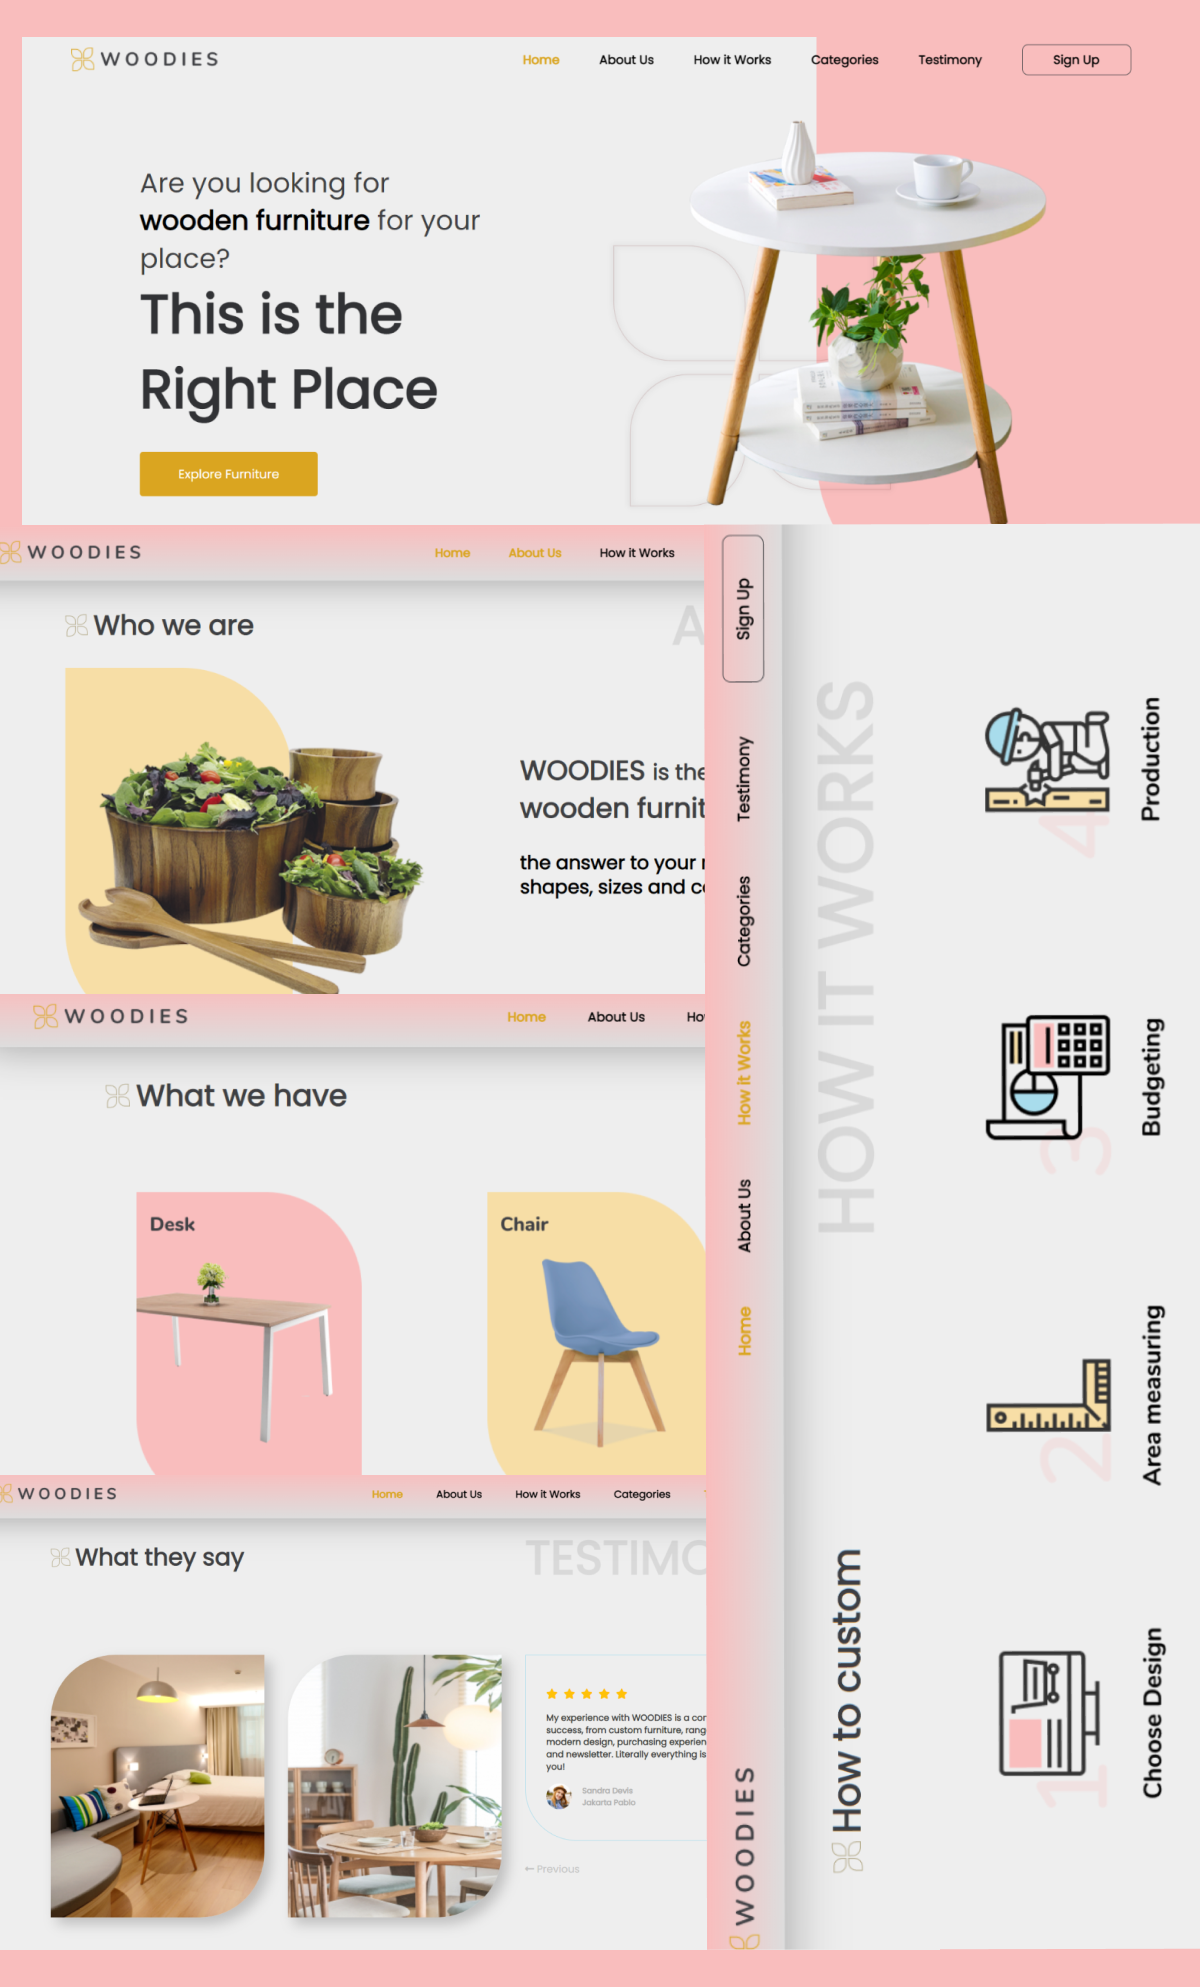 WOODIES
Home About Us How it Works Categories Testimony Sign Up
Are you looking for
wooden furniture for your
place?
This is the
Right Place
Explore Furniture
WOODIES
Home About Us How it Works
Who we are
A
WOODIES is the
wooden furnit
the answer to your
shapes, sizes and
WOODIES
Home About Us Ho
What we have
Desk
Chair
WOODIES
Home About Us How it Works Categories
What they say
TESTIMO
My experience with WOODIES is a
success, from custom furniture, rang
modern design, purchasing experien
and newsletter. Literally everything is
you!
Sandra Devis
Jakarta Pablo
← Previous
WOODIES
Home About Us How it Works Categories Testimony Sign Up
How to custom
HOW IT WORKS
1
Choose Design
2
Area measuring
3
Budgeting
4
Production